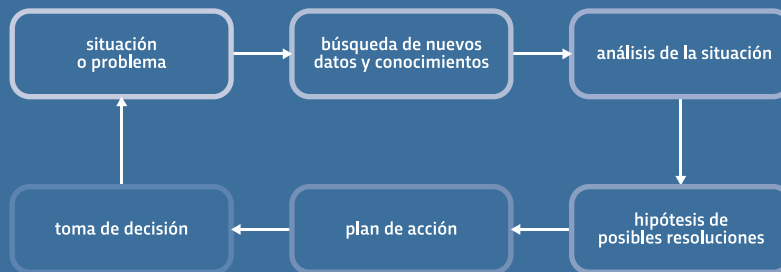 situación
o problema
búsqueda de nuevos
datos y conocimientos
análisis de la situación
hipótesis de
posibles resoluciones
plan de acción
toma de decisión